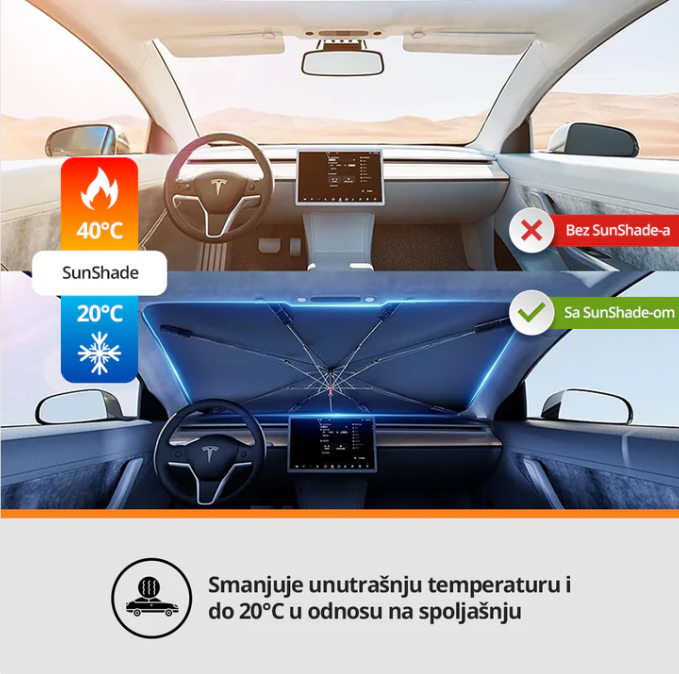 40°C
Bez SunShade-a
SunShade
20°C
Sa SunShade-om
Smanjuje unutrašnju temperaturu i
do 20°C u odnosu na spoljašnju